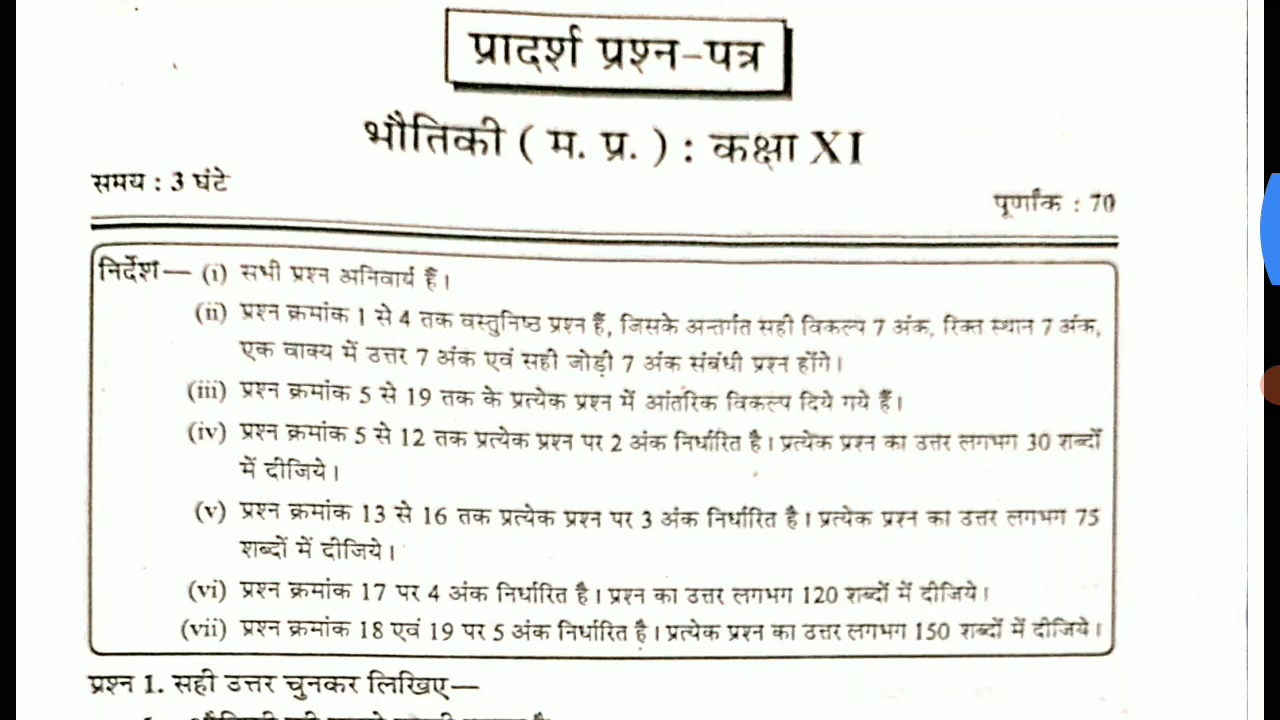 प्रादर्श प्रश्न-पत्र
भौतिकी ( म. प्र. ) : कक्षा XI
समय : 3 घंटे
पूर्णांक : 70
निर्देश— (i) सभी प्रश्न अनिवार्य हैं।
(ii) प्रश्न क्रमांक 1 से 4 तक वस्तुनिष्ठ प्रश्न हैं, जिसके अन्तर्गत सही विकल्प 7 अंक, रिक्त स्थान 7 अंक,
एक वाक्य में उत्तर 7 अंक एवं सही जोड़ी 7 अंक संबंधी प्रश्न होंगे।
(iii) प्रश्न क्रमांक 5 से 19 तक के प्रत्येक प्रश्न में आंतरिक विकल्प दिये गये हैं।
(iv) प्रश्न क्रमांक 5 से 12 तक प्रत्येक प्रश्न पर 2 अंक निर्धारित है। प्रत्येक प्रश्न का उत्तर लगभग 30 शब्दों
में दीजिये।
(v) प्रश्न क्रमांक 13 से 16 तक प्रत्येक प्रश्न पर 3 अंक निर्धारित है। प्रत्येक प्रश्न का उत्तर लगभग 75
शब्दों में दीजिये।
(vi) प्रश्न क्रमांक 17 पर 4 अंक निर्धारित है। प्रश्न का उत्तर लगभग 120 शब्दों में दीजिये।
(vii) प्रश्न क्रमांक 18 एवं 19 पर 5 अंक निर्धारित है। प्रत्येक प्रश्न का उत्तर लगभग 150 शब्दों में दीजिये।
प्रश्न 1. सही उत्तर चुनकर लिखिए—